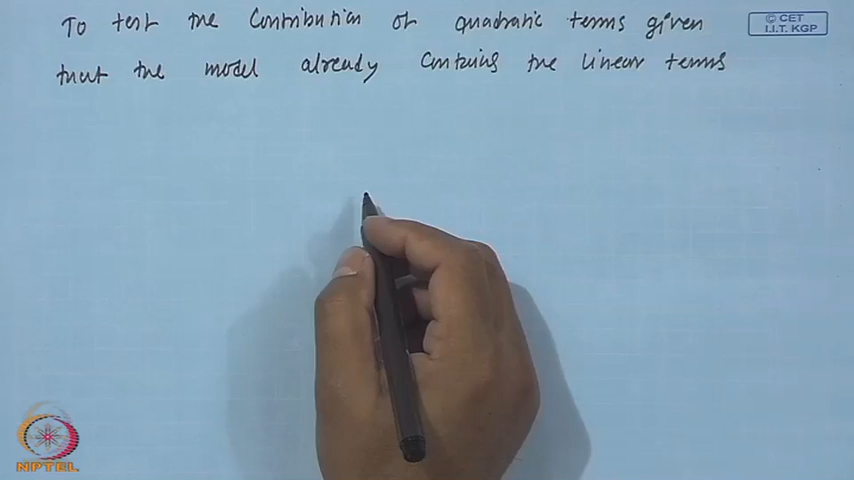 To test the Contribution of quadratic terms given
that the model already Contains the linear terms
© CET
I.I.T. KGP
NPTEL